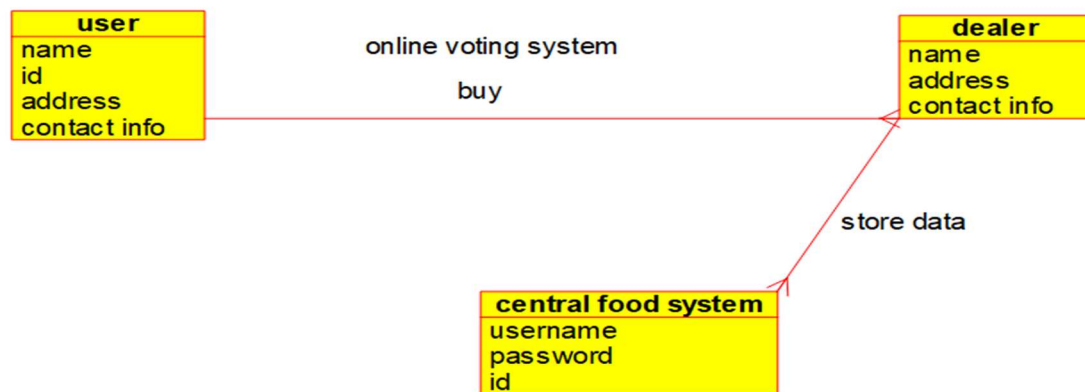 user
name
id
address
contact info
online voting system
buy
dealer
name
address
contact info
store data
central food system
username
password
id